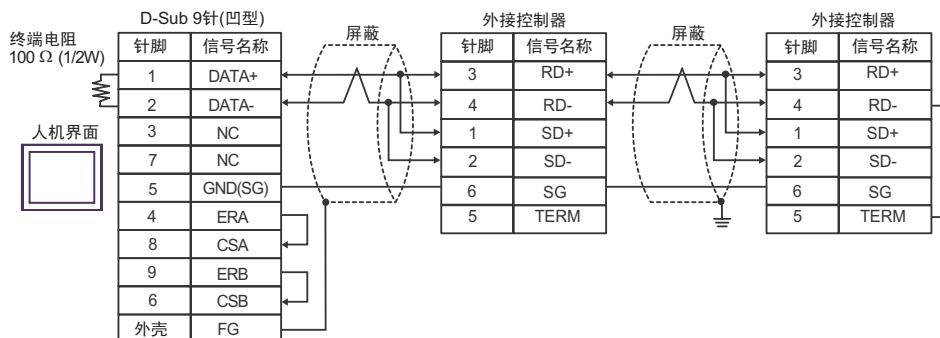 D-Sub 9针(凹型)
终端电阻
100 Ω (1/2W)
人机界面
针脚 信号名称
1 DATA+
2 DATA-
3 NC
7 NC
5 GND(SG)
4 ERA
8 CSA
9 ERB
6 CSB
外壳 FG
屏蔽
外接控制器
针脚 信号名称
3 RD+
4 RD-
1 SD+
2 SD-
6 SG
5 TERM
屏蔽
外接控制器
针脚 信号名称
3 RD+
4 RD-
1 SD+
2 SD-
6 SG
5 TERM